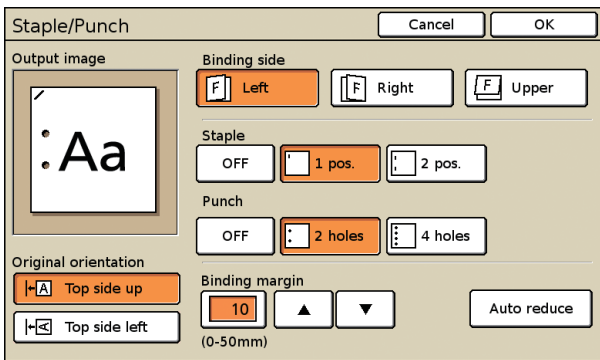 Staple/Punch
Cancel
OK
Output image
Aa
Binding side
F Left
F Right
F Upper
Staple
OFF
1 pos.
2 pos.
Punch
OFF
2 holes
4 holes
Original orientation
A Top side up
A Top side left
Binding margin
10
▲
▼
Auto reduce
(0-50mm)